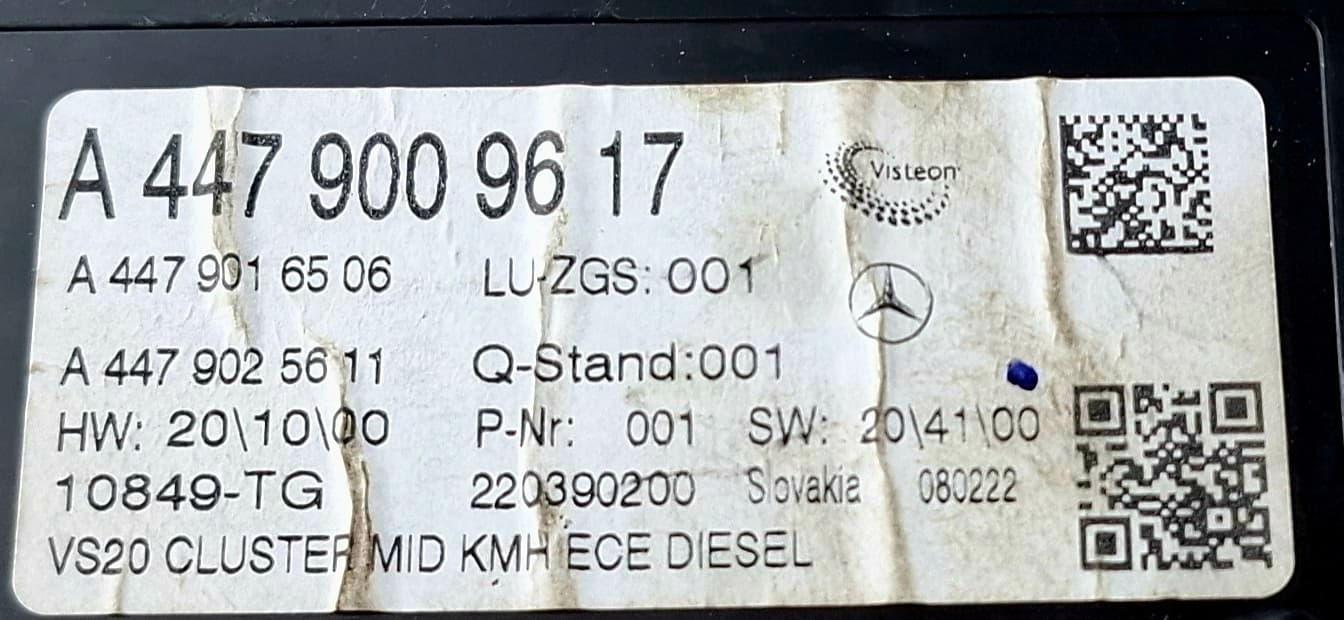 A 447 900 96 17
Visteon
A 447 901 65 06 LU-ZGS: 001
A 447 902 56 11 Q-Stand:001
HW: 20\10\00 P-Nr: 001 SW: 20\41\00
10849-TG 220390200 Slovakia 080222
VS20 CLUSTER MID KMH ECE DIESEL